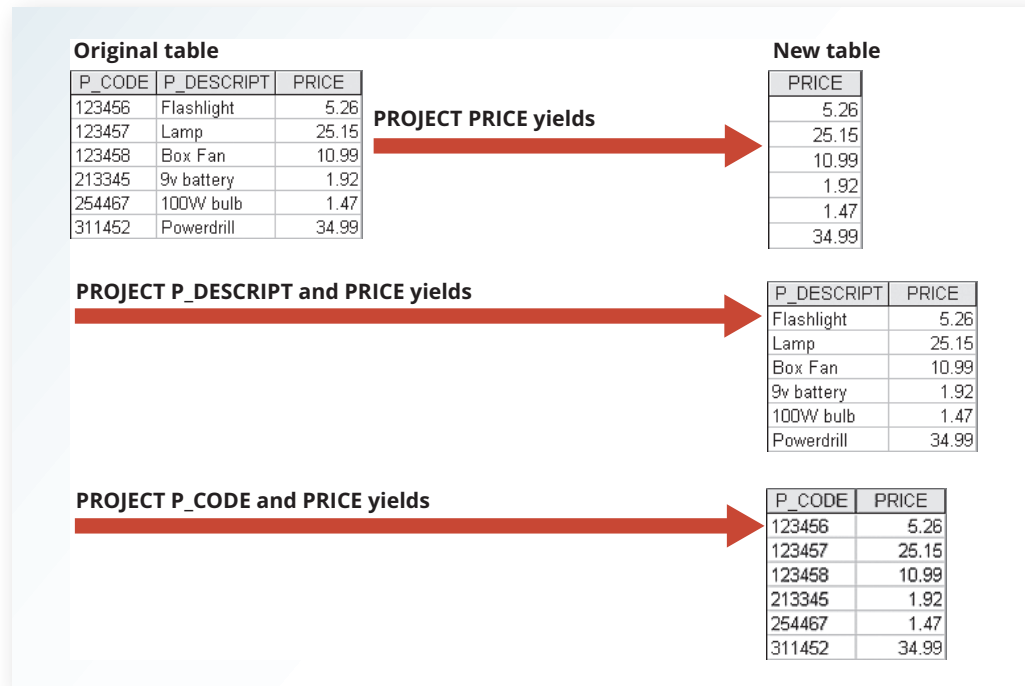 Original table
P_CODE P_DESCRIPT PRICE
123456 Flashlight 5.26
123457 Lamp 25.15
123458 Box Fan 10.99
213345 9v battery 1.92
254467 100W bulb 1.47
311452 Powerdrill 34.99
PROJECT PRICE yields
New table
PRICE
5.26
25.15
10.99
1.92
1.47
34.99
PROJECT P_DESCRIPT and PRICE yields
P_DESCRIPT PRICE
Flashlight 5.26
Lamp 25.15
Box Fan 10.99
9v battery 1.92
100W bulb 1.47
Powerdrill 34.99
PROJECT P_CODE and PRICE yields
P_CODE PRICE
123456 5.26
123457 25.15
123458 10.99
213345 1.92
254467 1.47
311452 34.99